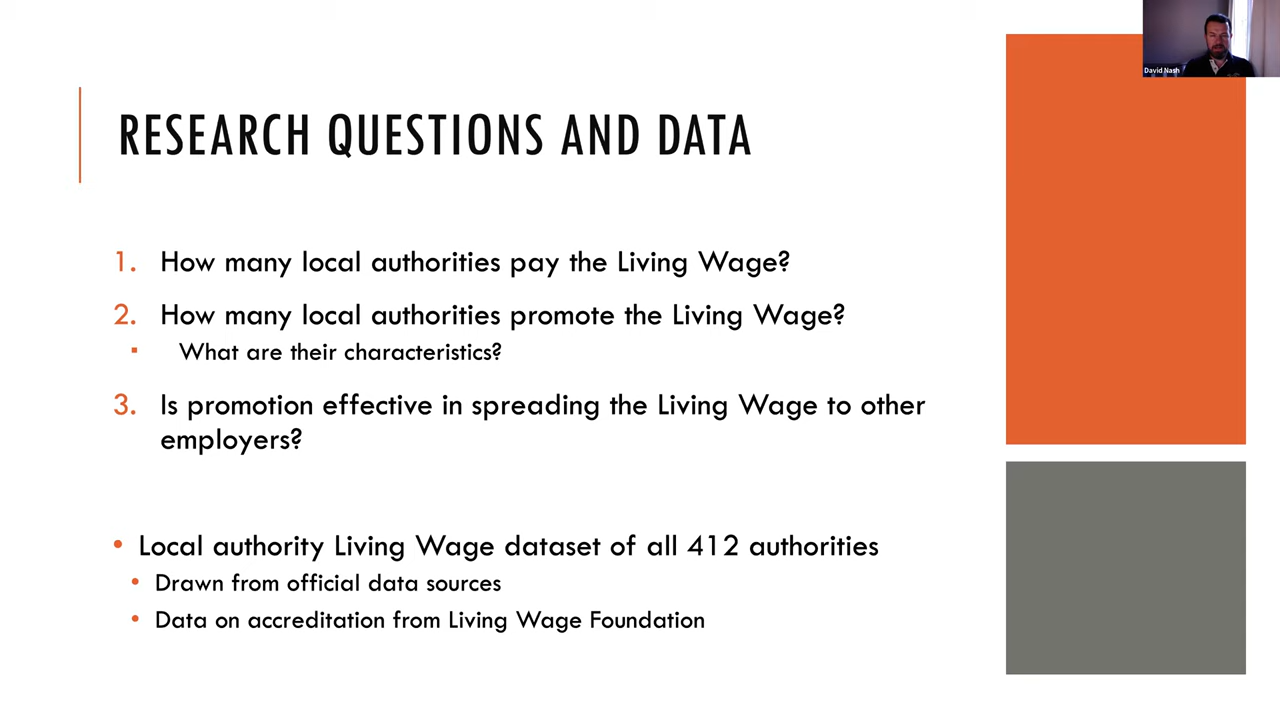 David Nash
RESEARCH QUESTIONS AND DATA
1. How many local authorities pay the Living Wage?
2. How many local authorities promote the Living Wage?
▪ What are their characteristics?
3. Is promotion effective in spreading the Living Wage to other
employers?
• Local authority Living Wage dataset of all 412 authorities
• Drawn from official data sources
• Data on accreditation from Living Wage Foundation